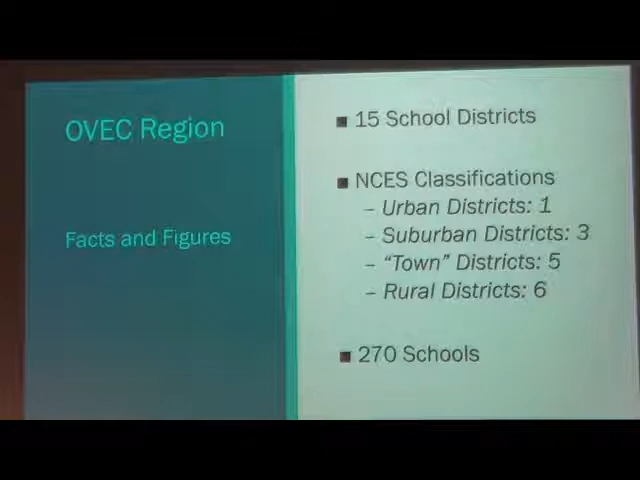 OVEC Region
Facts and Figures
■ 15 School Districts
■ NCES Classifications
– Urban Districts: 1
– Suburban Districts: 3
– “Town” Districts: 5
– Rural Districts: 6
■ 270 Schools